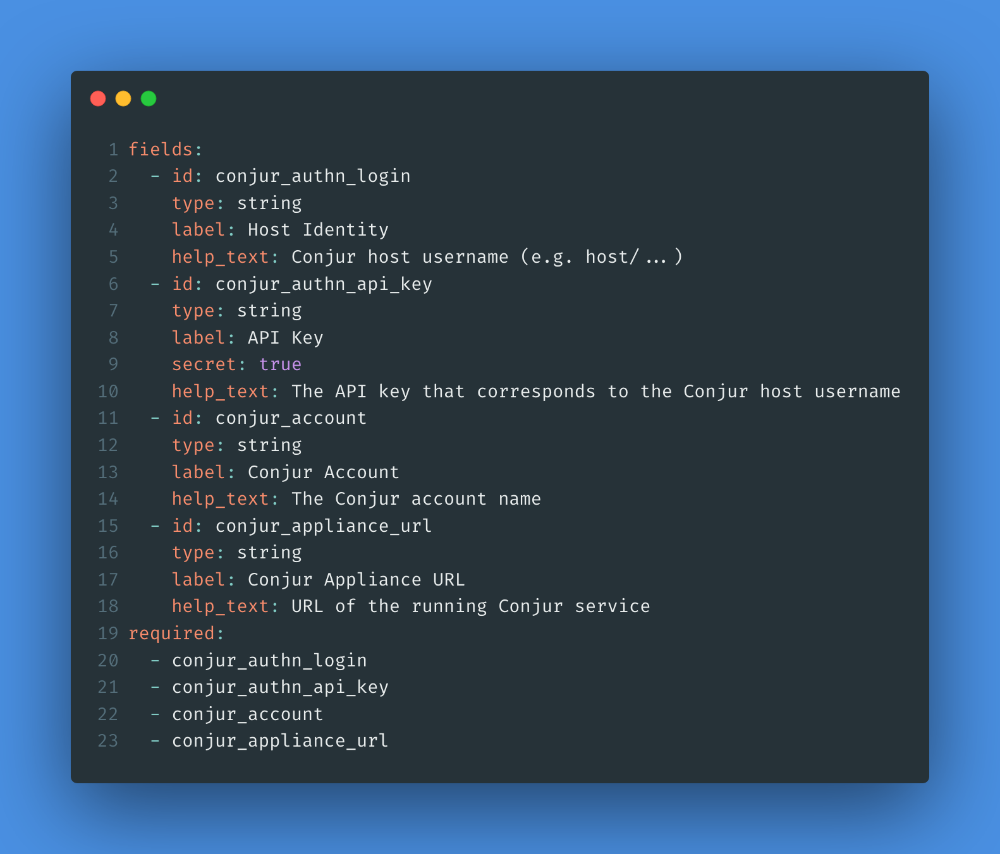 1 fields:
2   - id: conjur_authn_login
3     type: string
4     label: Host Identity
5     help_text: Conjur host username (e.g. host/...)
6   - id: conjur_authn_api_key
7     type: string
8     label: API Key
9     secret: true
10     help_text: The API key that corresponds to the Conjur host username
11   - id: conjur_account
12     type: string
13     label: Conjur Account
14     help_text: The Conjur account name
15   - id: conjur_appliance_url
16     type: string
17     label: Conjur Appliance URL
18     help_text: URL of the running Conjur service
19 required:
20   - conjur_authn_login
21   - conjur_authn_api_key
22   - conjur_account
23   - conjur_appliance_url